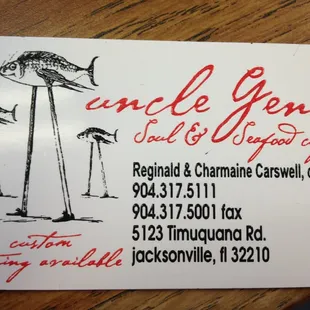 uncle Gen
Soul & Seafood
Reginald & Charmaine Carswell,
904.317.5111
904.317.5001 fax
5123 Timuquana Rd.
jacksonville, fl 32210
custom
available